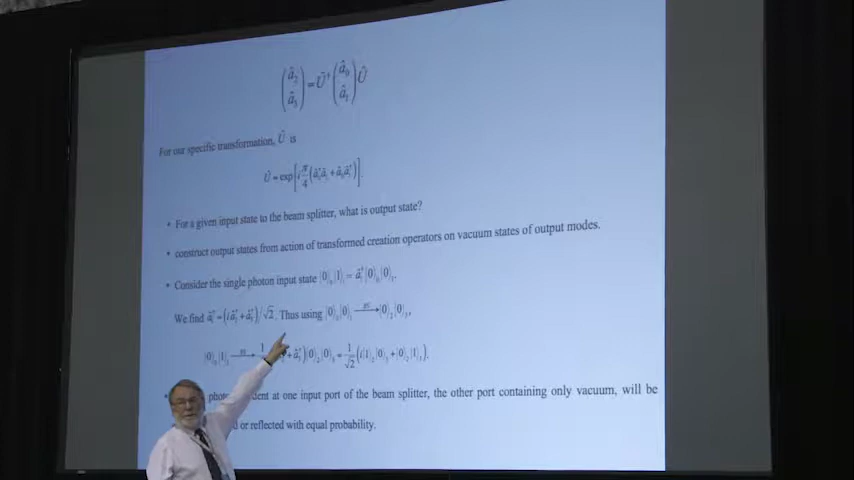 (â₂ â₃) = Û†(â₀ â₁)Û
For our specific transformation, Û is
Û = exp[i π/4 (â₀†â₁ + â₀â₁†)].
• For a given input state to the beam splitter, what is output state?
• construct output states from action of transformed creation operators on vacuum states of output modes.
• Consider the single photon input state |0⟩₀|1⟩₁ = â₁†|0⟩₀|0⟩₁.
We find â₁† = (iâ₂† + â₃†)/√2. Thus using |0⟩₀|0⟩₁ —BS→ |0⟩₂|0⟩₃,
|0⟩₀|1⟩₁ —BS→ 1 + â₃†)|0⟩₂|0⟩₃ = 1/√2 (i|1⟩₂|0⟩₃ + |0⟩₂|1⟩₃).
• at one input port of the beam splitter, the other port containing only vacuum, will be
or reflected with equal probability.